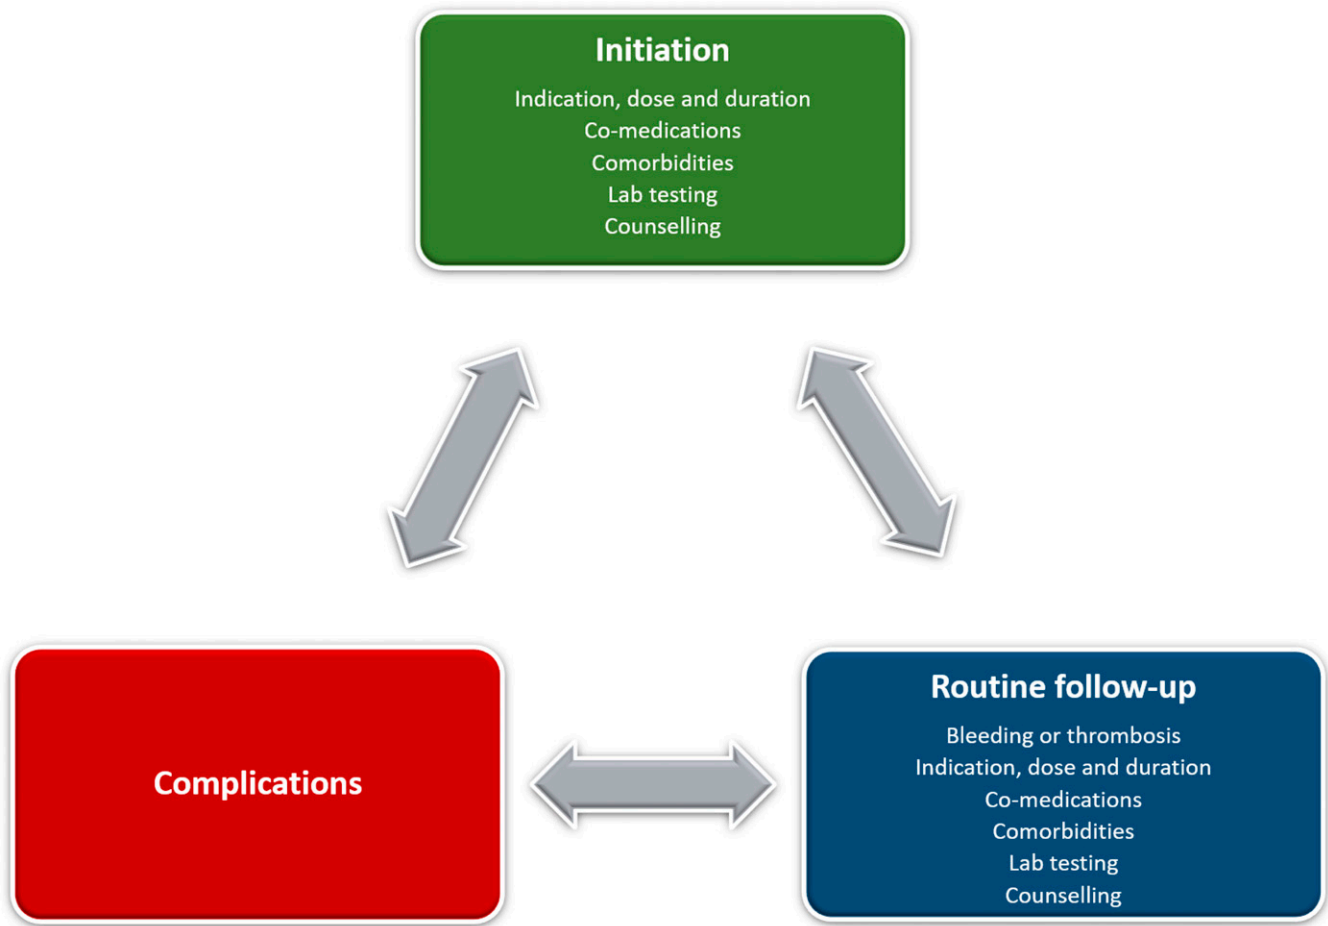 Initiation
Indication, dose and duration
Co-medications
Comorbidities
Lab testing
Counselling
Complications
Routine follow-up
Bleeding or thrombosis
Indication, dose and duration
Co-medications
Comorbidities
Lab testing
Counselling